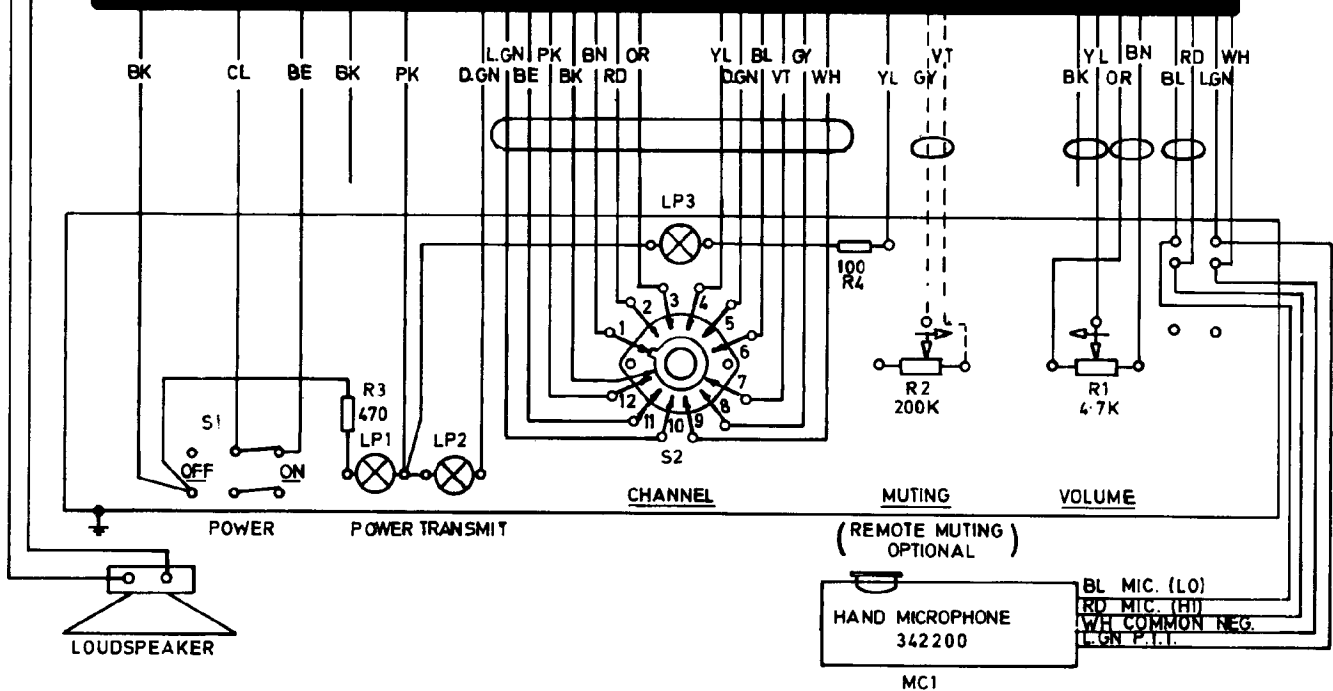 L.GN PK BN OR YL BL GY VT YL BN RD WH
BK CL BE BK PK D.GN BE BK RD D.GN VT WH YL GY BK OR BL L.GN
LP3
100
R4
1 2 3 4 5 6 7 8 9 10 11 12
S2
R3
470
S1
LP1 LP2
OFF ON
R2
200K
R1
4·7K
CHANNEL MUTING VOLUME
POWER POWER TRANSMIT
(REMOTE MUTING
OPTIONAL)
LOUDSPEAKER
HAND MICROPHONE
342200
BL MIC. (LO)
RD MIC. (HI)
WH COMMON NEG.
L.GN P.T.T.
MC1